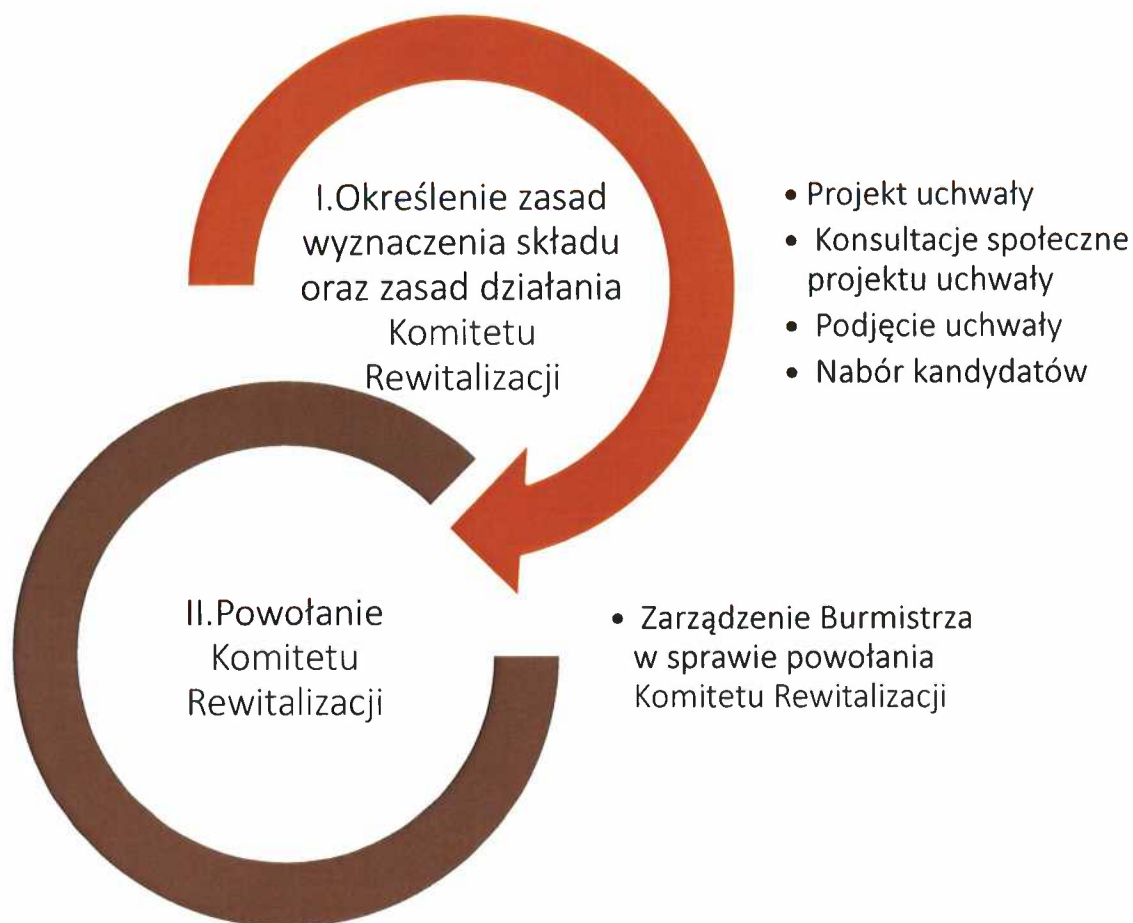 I.Określenie zasad
wyznaczenia składu
oraz zasad działania
Komitetu
Rewitalizacji
• Projekt uchwały
• Konsultacje społeczne
projektu uchwały
• Podjęcie uchwały
• Nabór kandydatów
II.Powołanie
Komitetu
Rewitalizacji
• Zarządzenie Burmistrza
w sprawie powołania
Komitetu Rewitalizacji